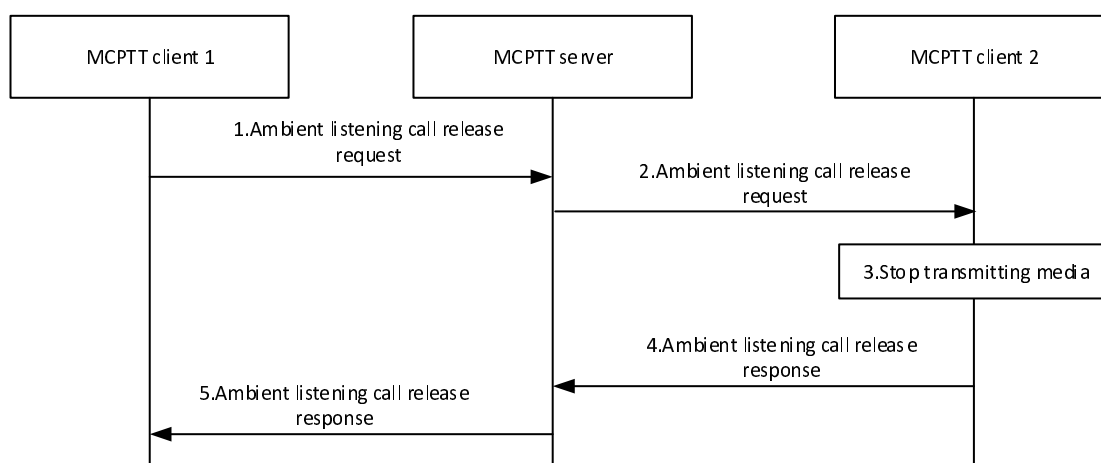 MCPTT client 1
MCPTT server
MCPTT client 2
1.Ambient listening call release
request
2.Ambient listening call release
request
3.Stop transmitting media
4.Ambient listening call release
response
5.Ambient listening call release
response